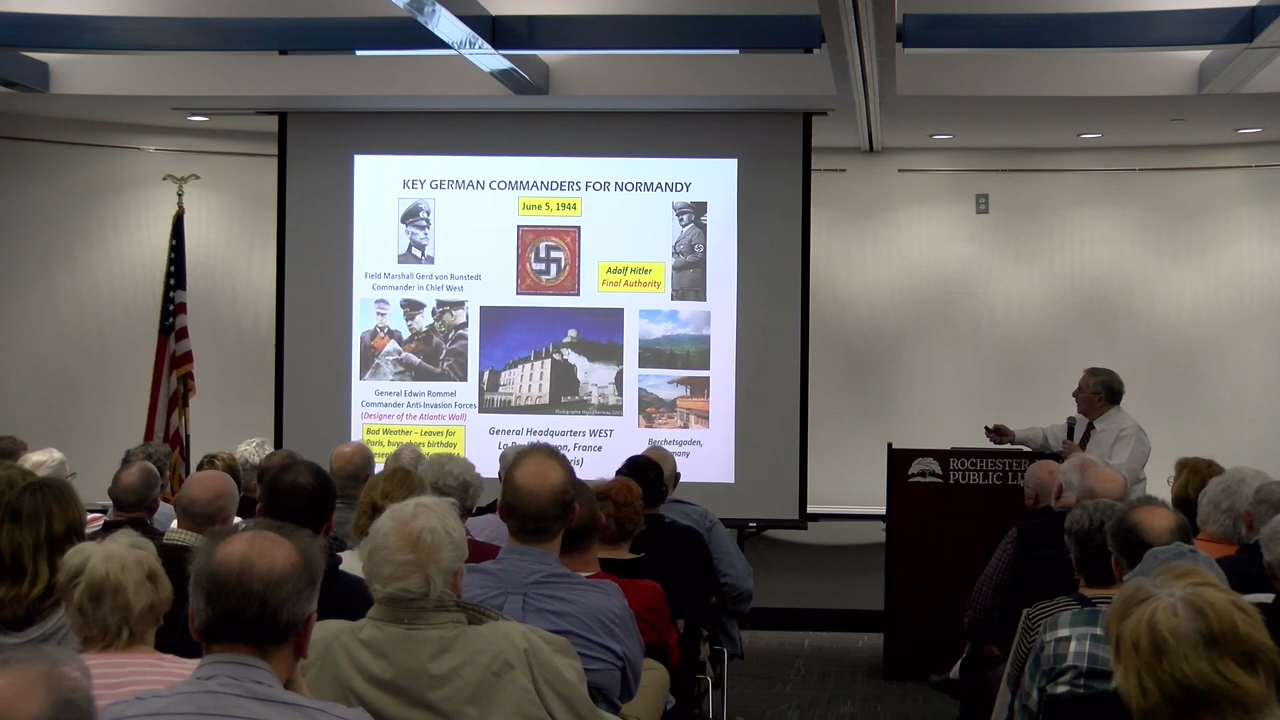 KEY GERMAN COMMANDERS FOR NORMANDY
June 5, 1944
Field Marshall Gerd von Runstedt
Commander in Chief West
Adolf Hitler
Final Authority
General Edwin Rommel
Commander Anti-Invasion Forces
(Designer of the Atlantic Wall)
Bad Weather – Leaves for
Paris, buys shoes birthday
General Headquarters WEST
La
, France
Berchetsgaden,
ROCHESTER
PUBLIC